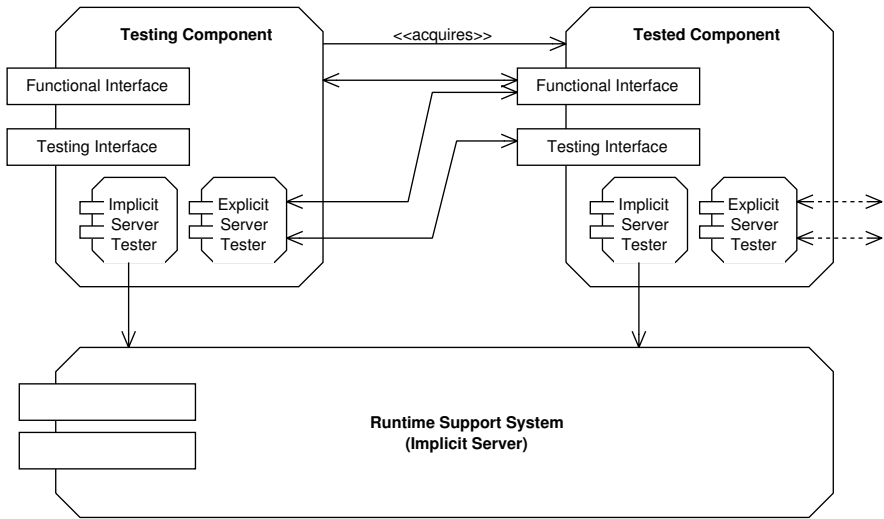 Testing Component
<<acquires>>
Tested Component
Functional Interface
Functional Interface
Testing Interface
Testing Interface
Implicit
Server
Tester
Explicit
Server
Tester
Implicit
Server
Tester
Explicit
Server
Tester
Runtime Support System
(Implicit Server)